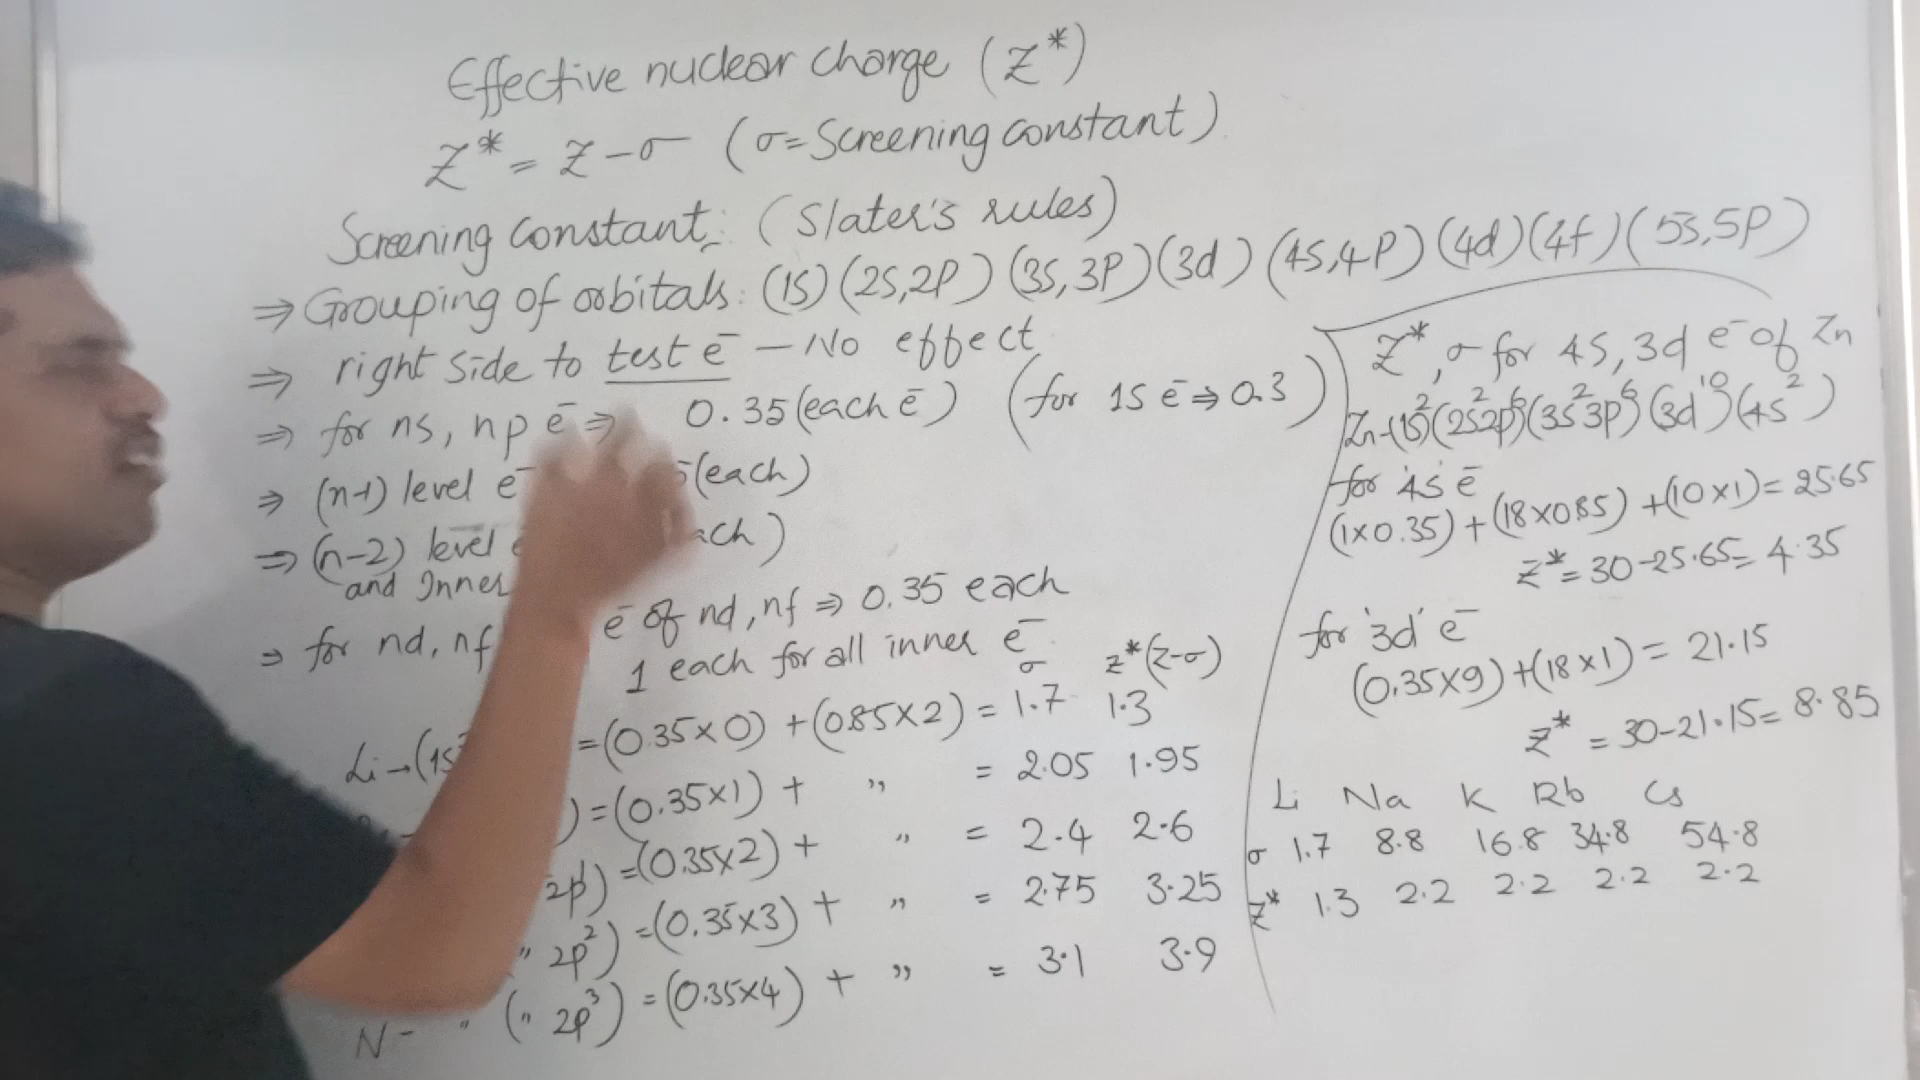 Effective nuclear charge (Z*)
Z* = Z-σ (σ= Screening constant)
Screening constant: (Slater's rules)
⇒ Grouping of orbitals: (1S) (2S,2P) (3S,3P) (3d) (4S,4P) (4d) (4f) (5S,5P)
⇒ right side to test e⁻ — No effect
⇒ for ns, np e⁻ ⇒ 0.35 (each e⁻) (for 1S e⁻ ⇒ 0.3)
⇒ (n-1) level e⁻ (each)
⇒ (n-2) level
and Inner
⇒ for nd, nf e⁻ of nd, nf ⇒ 0.35 each
1 each for all inner e⁻
σ Z*(Z-σ)
Li → (1S² =(0.35×0) + (0.85×2) = 1.7 1.3
) = (0.35×1) + " = 2.05 1.95
2p¹) = (0.35×2) + " = 2.4 2.6
" 2p²) = (0.35×3) + " = 2.75 3.25
N - " (" 2p³) = (0.35×4) + " = 3.1 3.9
Z*, σ for 4S, 3d e⁻ of Zn
Zn-(1S²)(2S²2p⁶)(3S²3p⁶)(3d¹⁰)(4S²)
for '4s' e⁻
(1×0.35) + (18×0.85) + (10×1) = 25.65
Z* = 30-25.65 = 4.35
for '3d' e⁻
(0.35×9) + (18×1) = 21.15
Z* = 30-21.15 = 8.85
Li Na K Rb Cs
σ 1.7 8.8 16.8 34.8 54.8
Z* 1.3 2.2 2.2 2.2 2.2